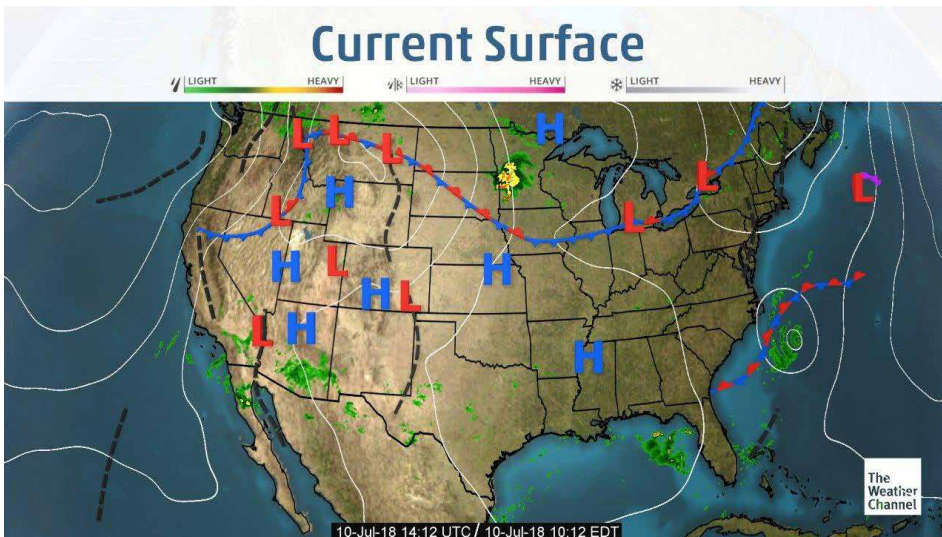 Current Surface
LIGHT HEAVY
LIGHT HEAVY
LIGHT HEAVY
H
L L
L
H
L
L
L
L
H
L
H
H
L
H
L
H
H
The
Weather
Channel
10-Jul-18 14:12 UTC / 10-Jul-18 10:12 EDT